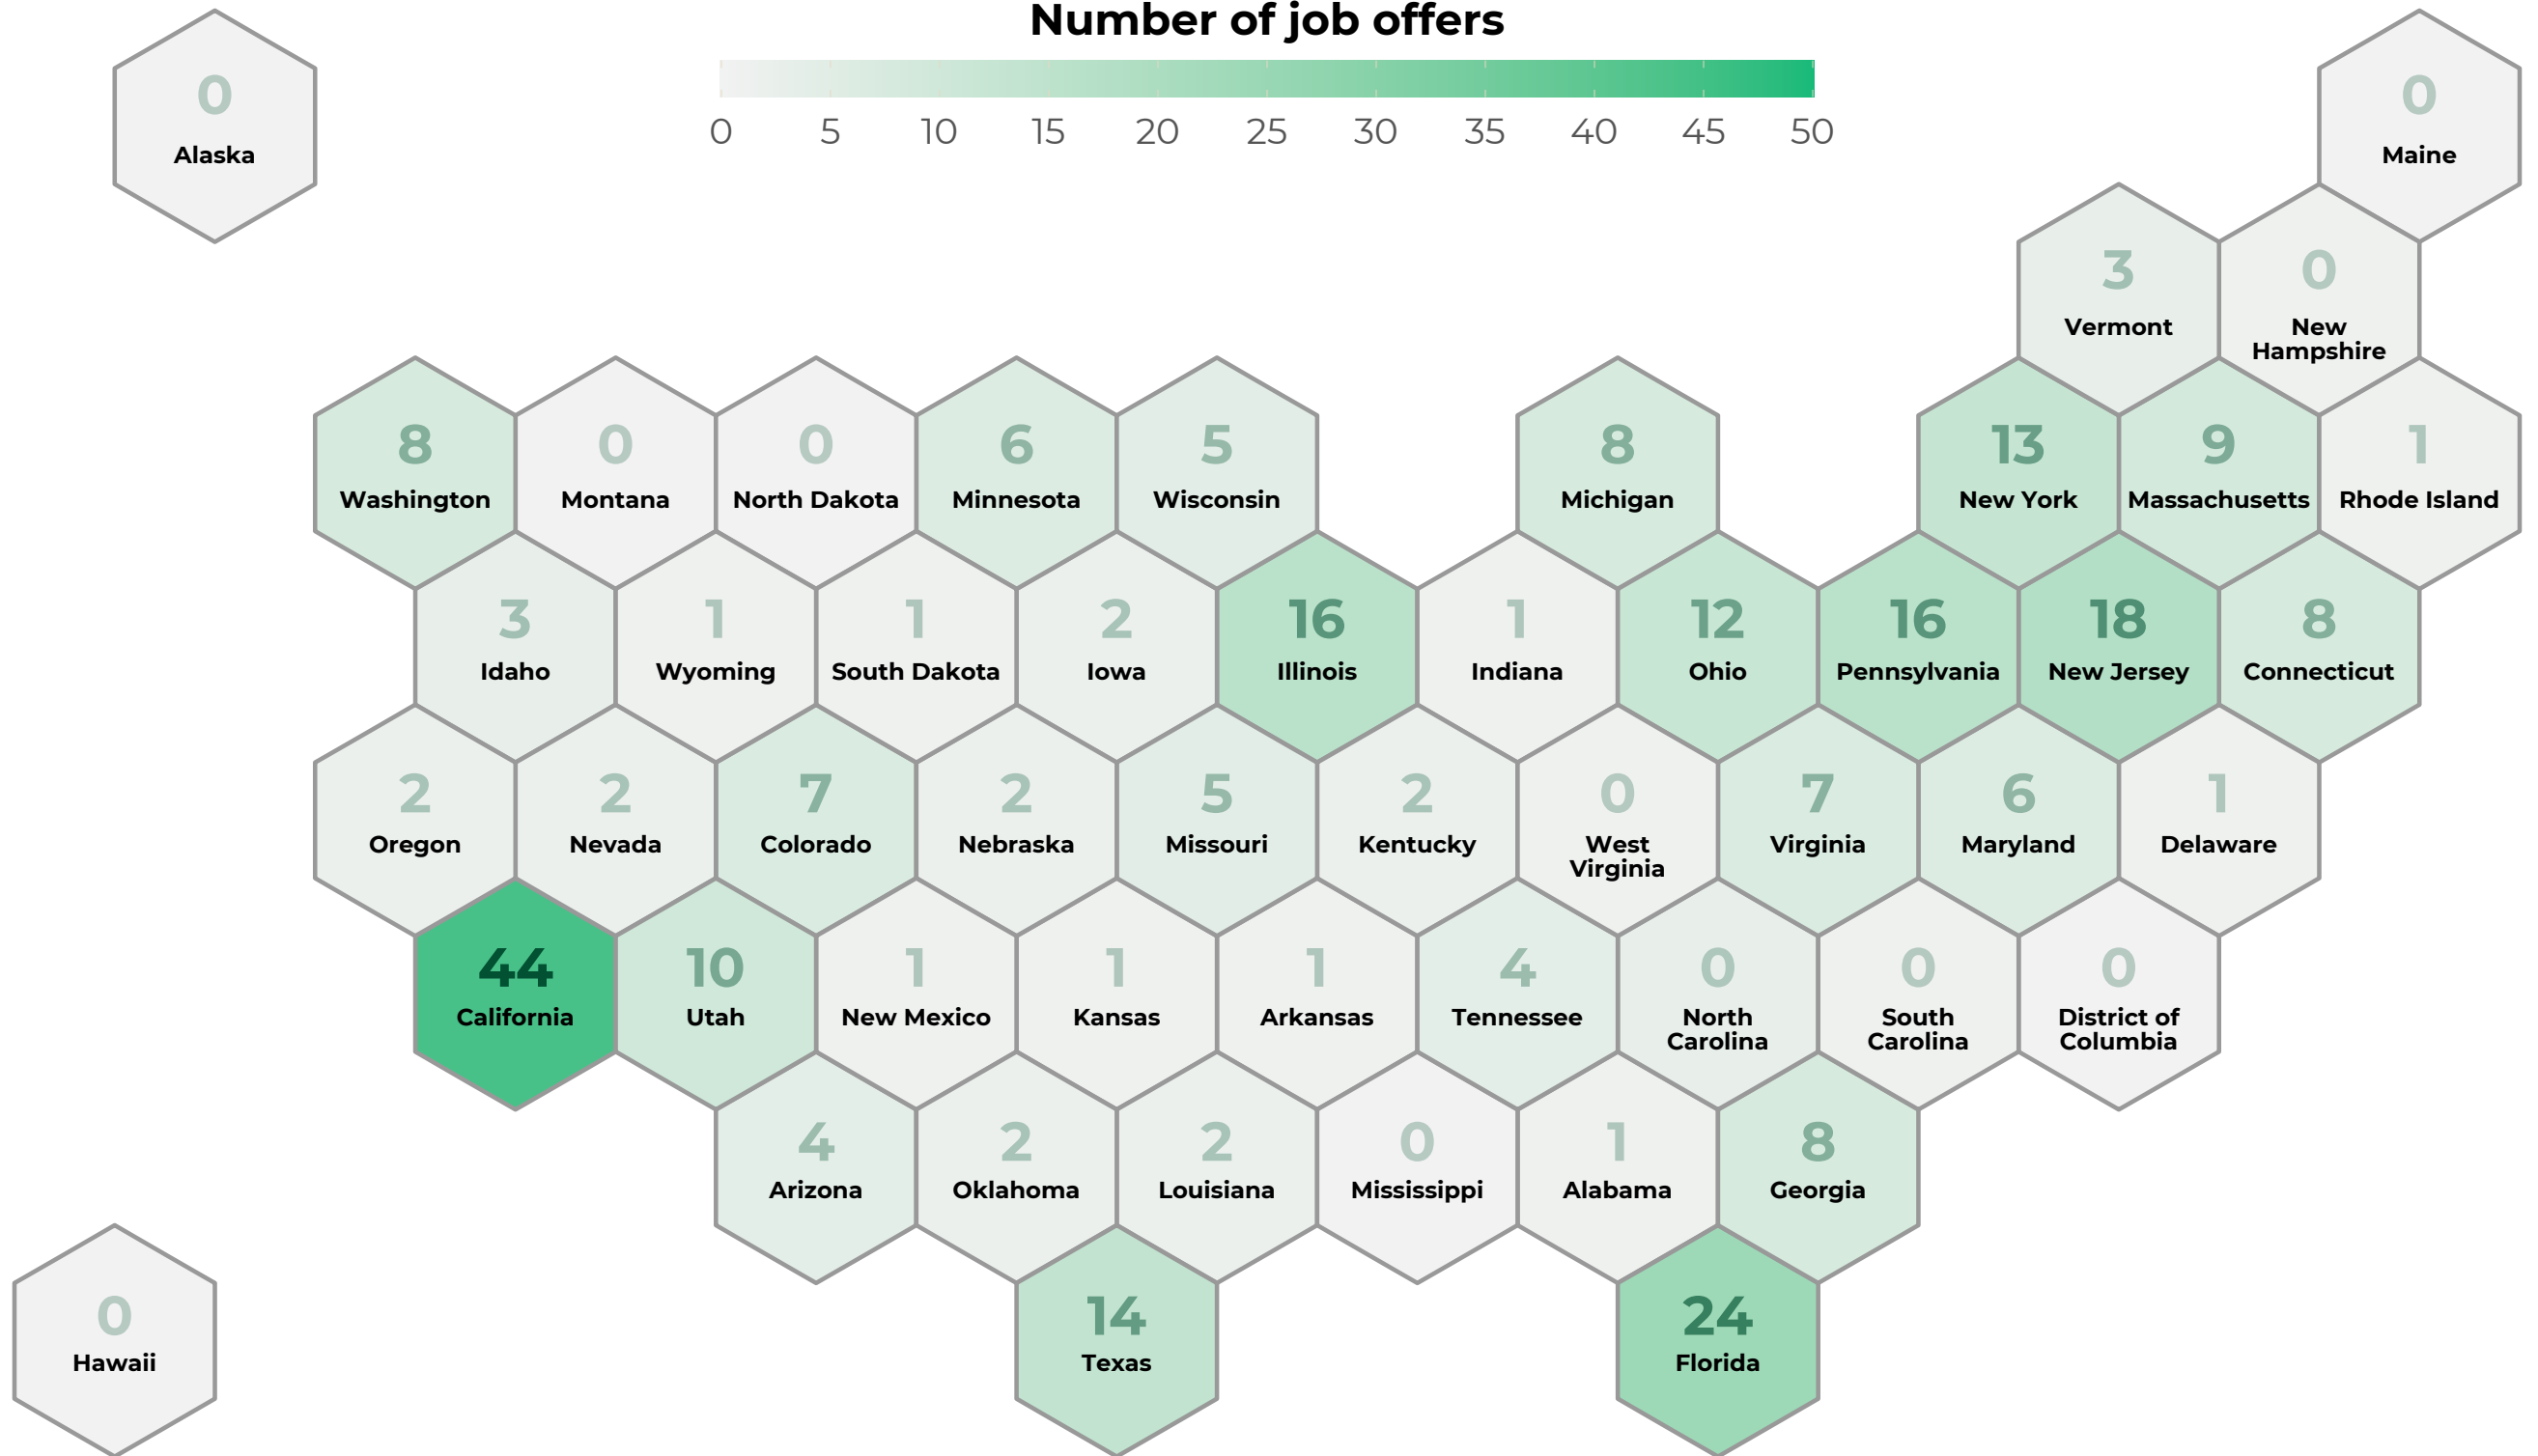 Number of job offers
0 5 10 15 20 25 30 35 40 45 50
0
Alaska
0
Maine
3
Vermont
0
New
Hampshire
8
Washington
0
Montana
0
North Dakota
6
Minnesota
5
Wisconsin
8
Michigan
13
New York
9
Massachusetts
1
Rhode Island
3
Idaho
1
Wyoming
1
South Dakota
2
Iowa
16
Illinois
1
Indiana
12
Ohio
16
Pennsylvania
18
New Jersey
8
Connecticut
2
Oregon
2
Nevada
7
Colorado
2
Nebraska
5
Missouri
2
Kentucky
0
West
Virginia
7
Virginia
6
Maryland
1
Delaware
44
California
10
Utah
1
New Mexico
1
Kansas
1
Arkansas
4
Tennessee
0
North
Carolina
0
South
Carolina
0
District of
Columbia
4
Arizona
2
Oklahoma
2
Louisiana
0
Mississippi
1
Alabama
8
Georgia
0
Hawaii
14
Texas
24
Florida